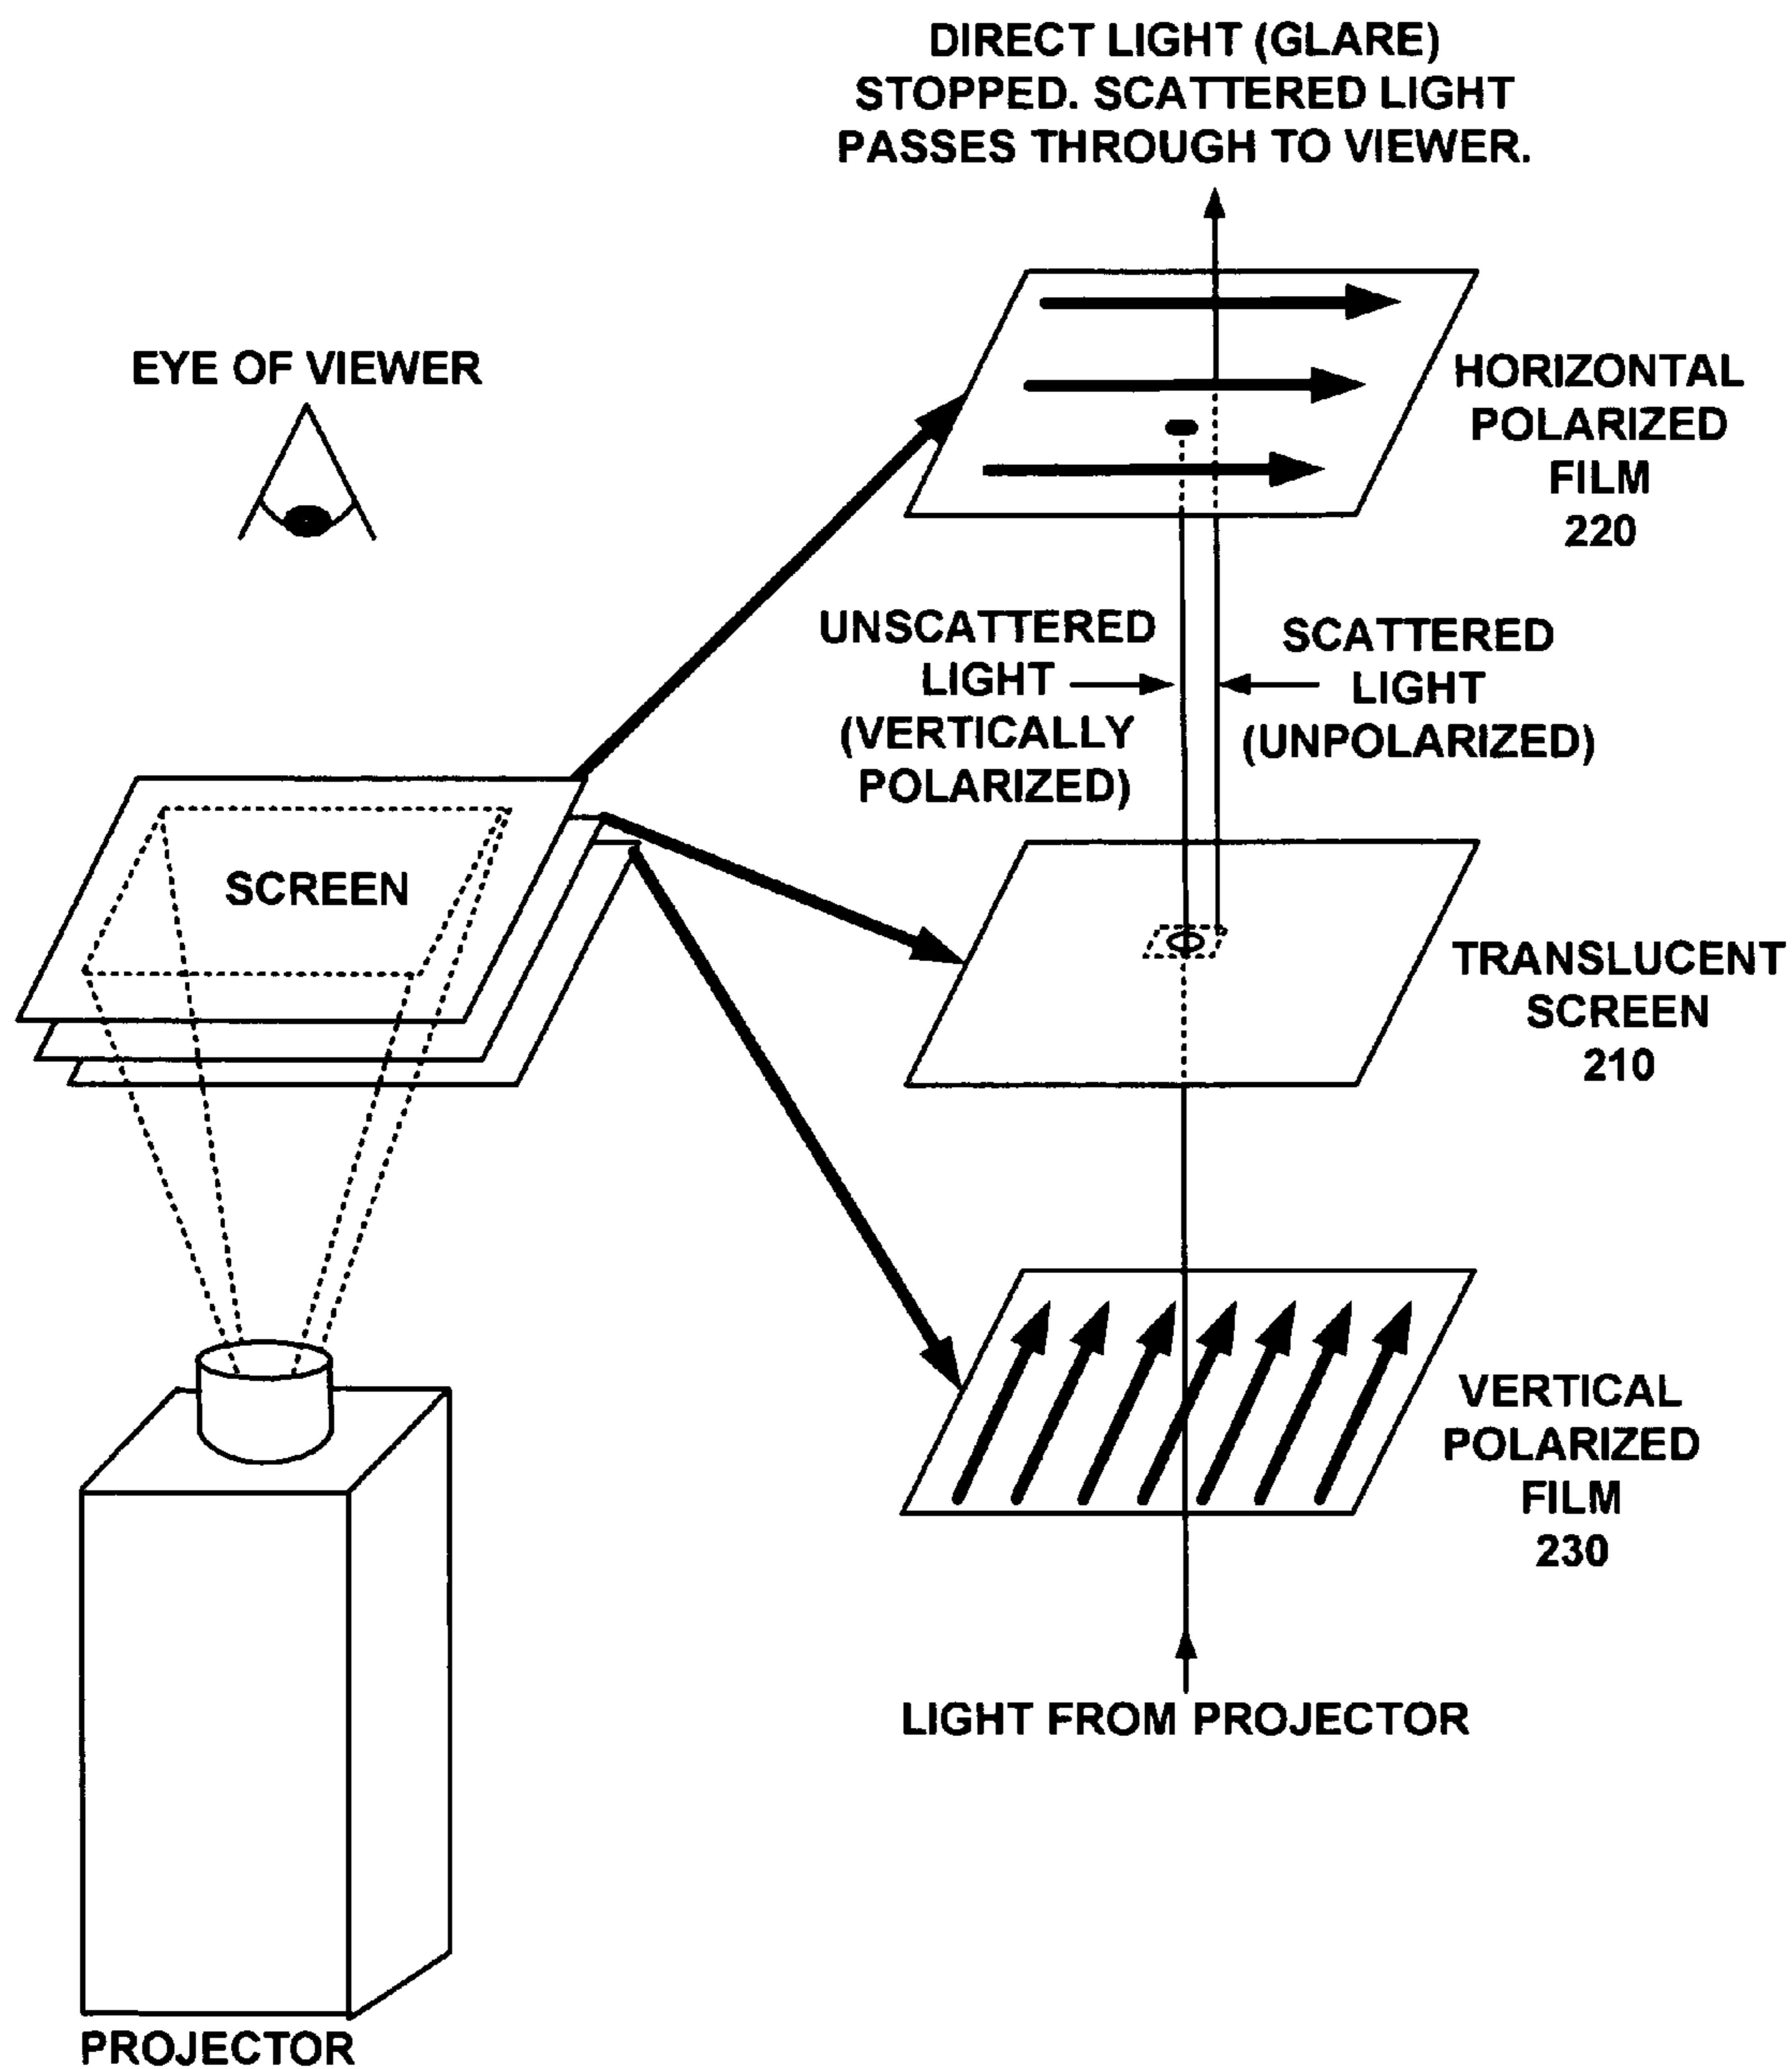 DIRECT LIGHT (GLARE)
STOPPED. SCATTERED LIGHT
PASSES THROUGH TO VIEWER.
EYE OF VIEWER
HORIZONTAL
POLARIZED
FILM
220
UNSCATTERED
LIGHT
(VERTICALLY
POLARIZED)
SCATTERED
LIGHT
(UNPOLARIZED)
SCREEN
TRANSLUCENT
SCREEN
210
VERTICAL
POLARIZED
FILM
230
LIGHT FROM PROJECTOR
PROJECTOR